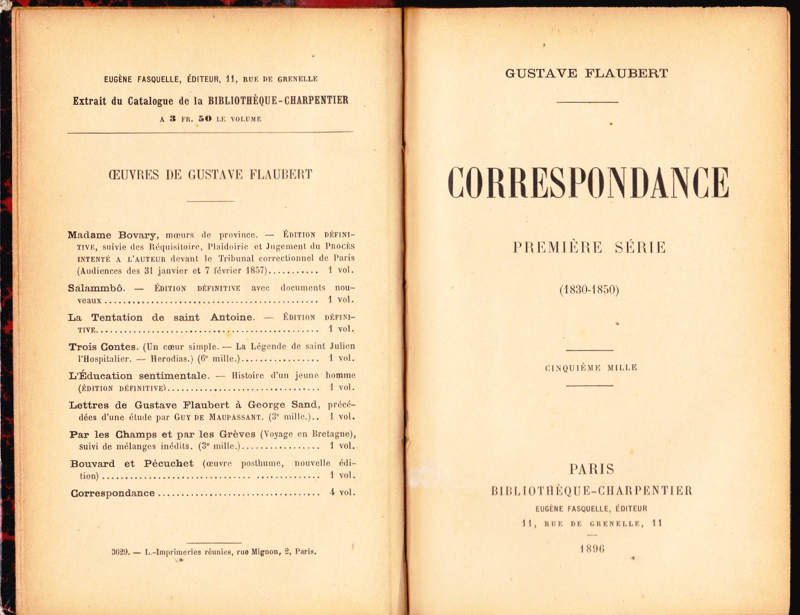 EUGÈNE FASQUELLE, ÉDITEUR, 11, RUE DE GRENELLE
Extrait du Catalogue de la BIBLIOTHÈQUE-CHARPENTIER
A 3 FR. 50 LE VOLUME
ŒUVRES DE GUSTAVE FLAUBERT
Madame Bovary, mœurs de province. — ÉDITION DÉFINI-
TIVE, suivie des Réquisitoire, Plaidoirie et Jugement du PROCÈS
INTENTÉ A L'AUTEUR devant le Tribunal correctionnel de Paris
(Audiences des 31 janvier et 7 février 1857).......... 1 vol.
Salammbô. — ÉDITION DÉFINITIVE avec documents nou-
veaux .......................................... 1 vol.
La Tentation de saint Antoine. — ÉDITION DÉFINI-
TIVE............................................ 1 vol.
Trois Contes. (Un cœur simple. — La Légende de saint Julien
l'Hospitalier. — Herodias.) (6e mille.)................ 1 vol.
L'Éducation sentimentale. — Histoire d'un jeune homme
(ÉDITION DÉFINITIVE)............................... 1 vol.
Lettres de Gustave Flaubert à George Sand, précé-
dées d'une étude par GUY DE MAUPASSANT. (3e mille.).. 1 vol.
Par les Champs et par les Grèves (Voyage en Bretagne),
suivi de mélanges inédits. (3e mille.)................. 1 vol.
Bouvard et Pécuchet (œuvre posthume, nouvelle édi-
tion) .......................................... 1 vol.
Correspondance ................................. 4 vol.
3629. — L.-Imprimeries réunies, rue Mignon, 2, Paris.
GUSTAVE FLAUBERT
CORRESPONDANCE
PREMIÈRE SÉRIE
(1830-1850)
CINQUIÈME MILLE
PARIS
BIBLIOTHÈQUE-CHARPENTIER
EUGÈNE FASQUELLE, ÉDITEUR
11, RUE DE GRENELLE, 11
1896